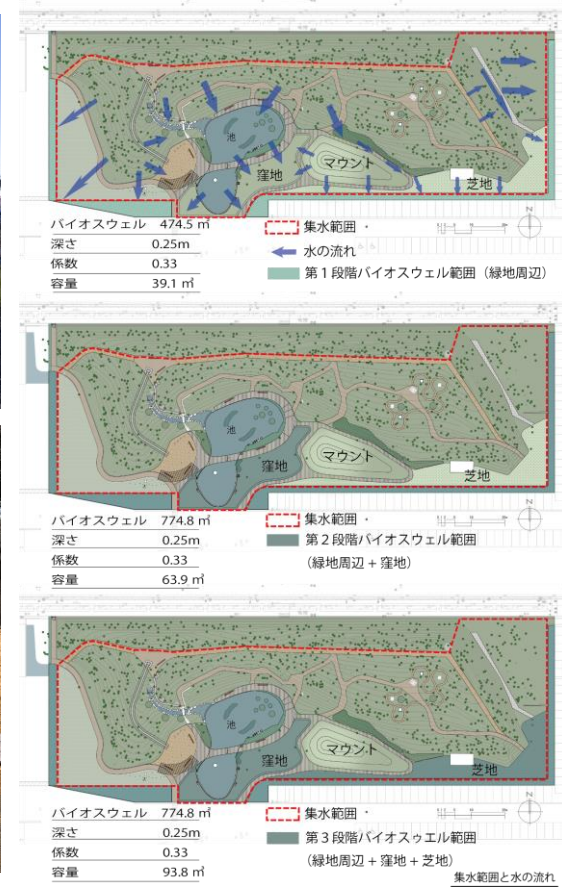 池
窪地
マウント
芝地
バイオスウェル 474.5 ㎡
深さ 0.25m
係数 0.33
容量 39.1 ㎥
集水範囲
水の流れ
第1段階バイオスウェル範囲（緑地周辺）
Z
池
窪地
マウント
芝地
バイオスウェル 774.8 ㎡
深さ 0.25m
係数 0.33
容量 63.9 ㎥
集水範囲
第2段階バイオスウェル範囲
（緑地周辺 + 窪地）
Z
池
窪地
マウント
芝地
バイオスウェル 774.8 ㎡
深さ 0.25m
係数 0.33
容量 93.8 ㎥
集水範囲
第3段階バイオスゥエル範囲
（緑地周辺 + 窪地 + 芝地）
Z
集水範囲と水の流れ